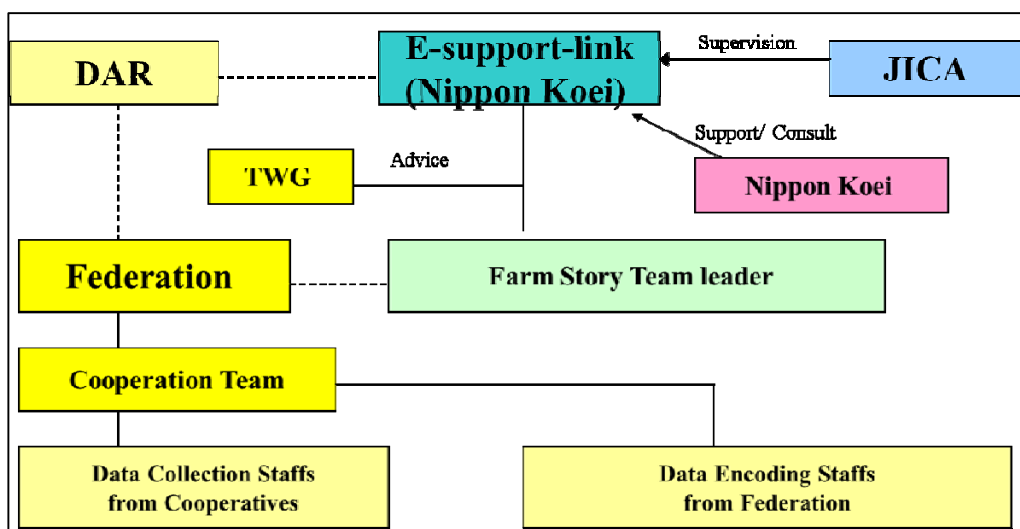 DAR
E-support-link
(Nippon Koei)
Supervision
JICA
Support/ Consult
Advice
TWG
Nippon Koei
Federation
Farm Story Team leader
Cooperation Team
Data Collection Staffs
from Cooperatives
Data Encoding Staffs
from Federation